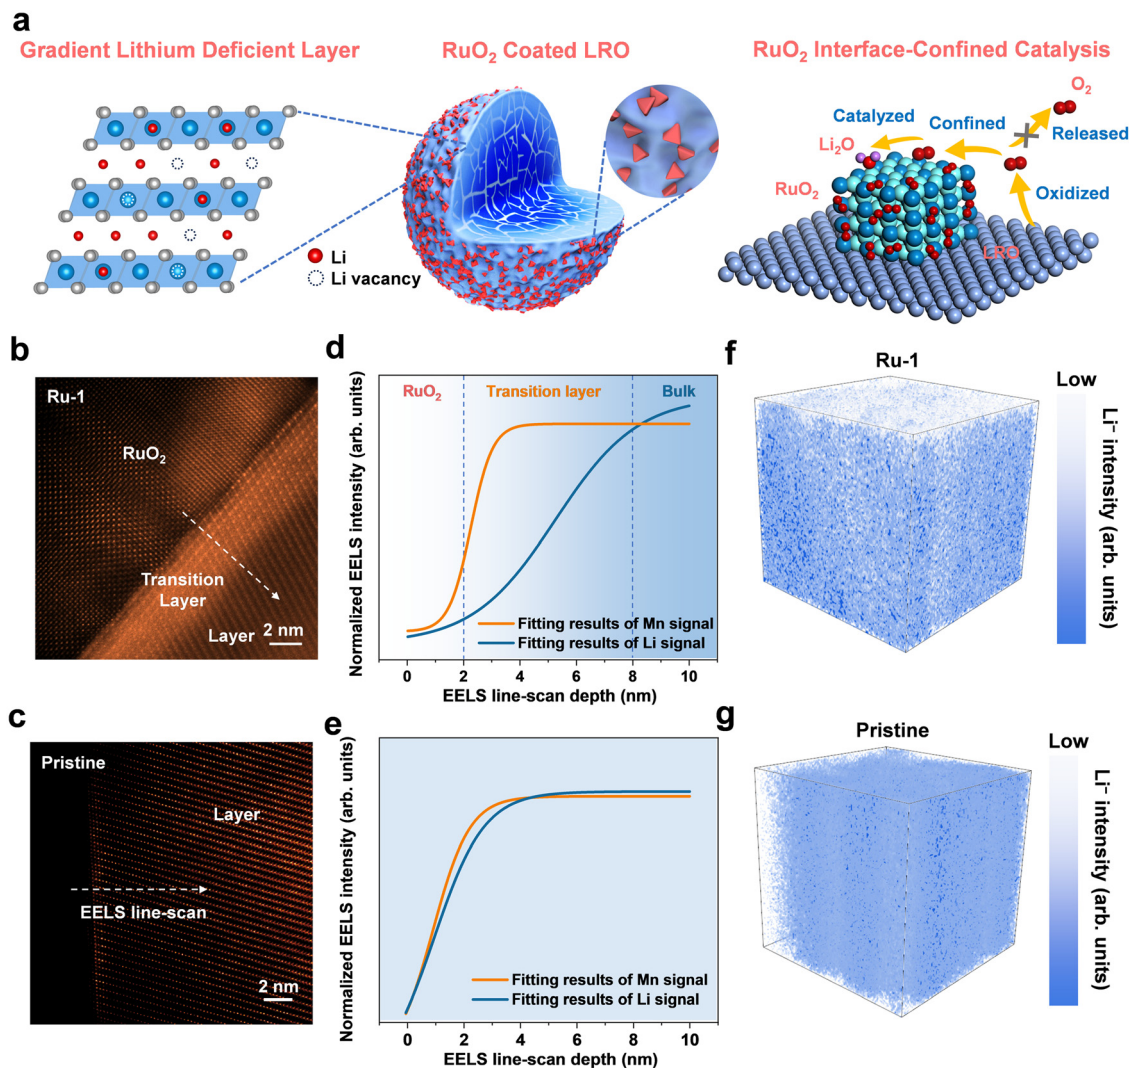 a
Gradient Lithium Deficient Layer
RuO₂ Coated LRO
RuO₂ Interface-Confined Catalysis
Li
Li vacancy
O₂
Catalyzed
Confined
Released
Li₂O
RuO₂
Oxidized
LRO
b
Ru-1
RuO₂
Transition
Layer
Layer
2 nm
c
Pristine
Layer
EELS line-scan
2 nm
d
Normalized EELS intensity (arb. units)
RuO₂
Transition layer
Bulk
Fitting results of Mn signal
Fitting results of Li signal
0 2 4 6 8 10
EELS line-scan depth (nm)
e
Normalized EELS intensity (arb. units)
Fitting results of Mn signal
Fitting results of Li signal
0 2 4 6 8 10
EELS line-scan depth (nm)
f
Ru-1
Low
Li⁻ intensity (arb. units)
g
Pristine
Low
Li⁻ intensity (arb. units)